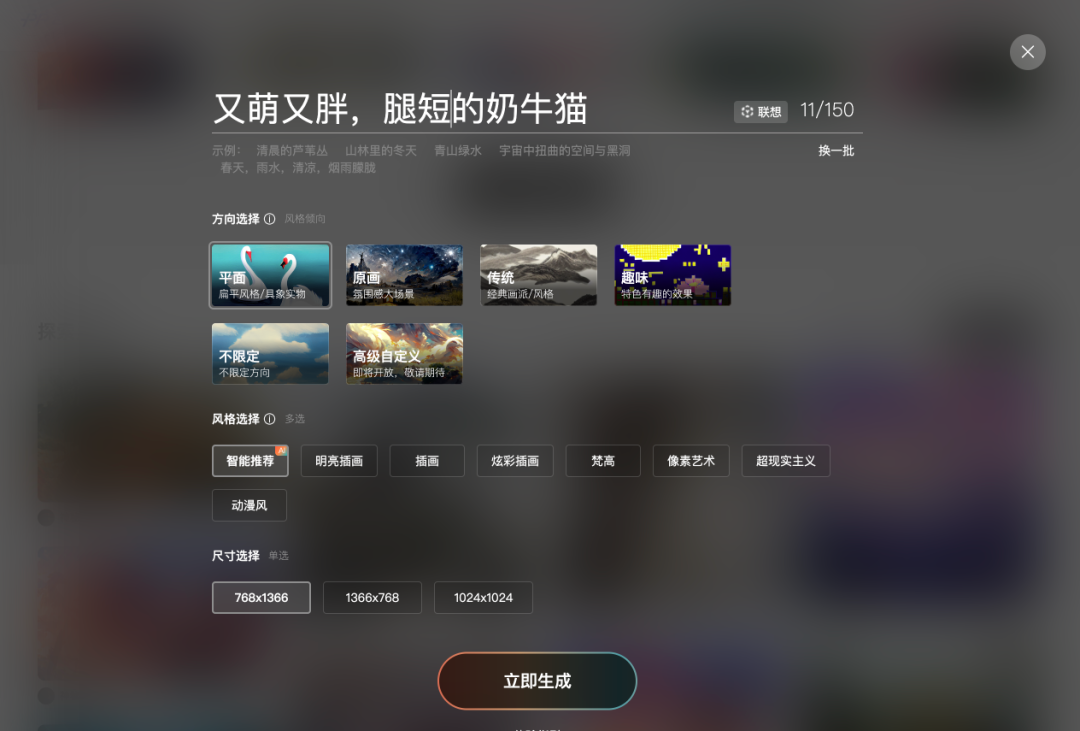 又萌又胖，腿短的奶牛猫 联想 11/150
示例： 清晨的芦苇丛 山林里的冬天 青山绿水 宇宙中扭曲的空间与黑洞 换一批
春天，雨水，清凉，烟雨朦胧
方向选择 风格倾向
平面 原画 传统 趣味
扁平风格/具象实物 氛围感大场景 经典画派/风格 特色有趣的效果
不限定 高级自定义
不限定方向 即将开放，敬请期待
风格选择 多选
智能推荐 AI 明亮插画 插画 炫彩插画 梵高 像素艺术 超现实主义
动漫风
尺寸选择 单选
768x1366 1366x768 1024x1024
立即生成